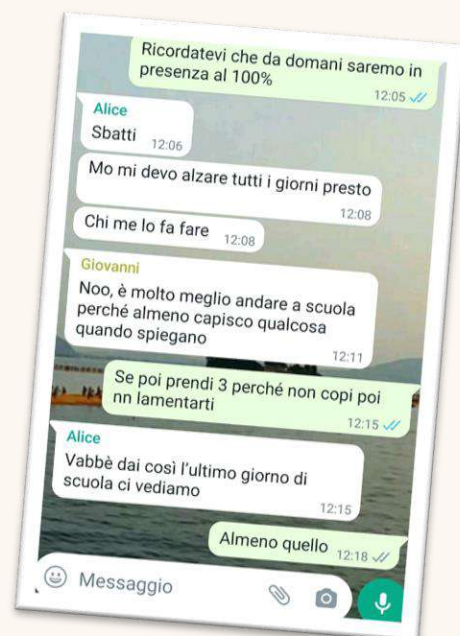 Ricordatevi che da domani saremo in
presenza al 100%
12:05
Alice
Sbatti 12:06
Mo mi devo alzare tutti i giorni presto
12:08
Chi me lo fa fare 12:08
Giovanni
Noo, è molto meglio andare a scuola
perché almeno capisco qualcosa
quando spiegano
12:11
Se poi prendi 3 perché non copi poi
nn lamentarti
12:15
Alice
Vabbè dai così l'ultimo giorno di
scuola ci vediamo
12:15
Almeno quello 12:18
Messaggio